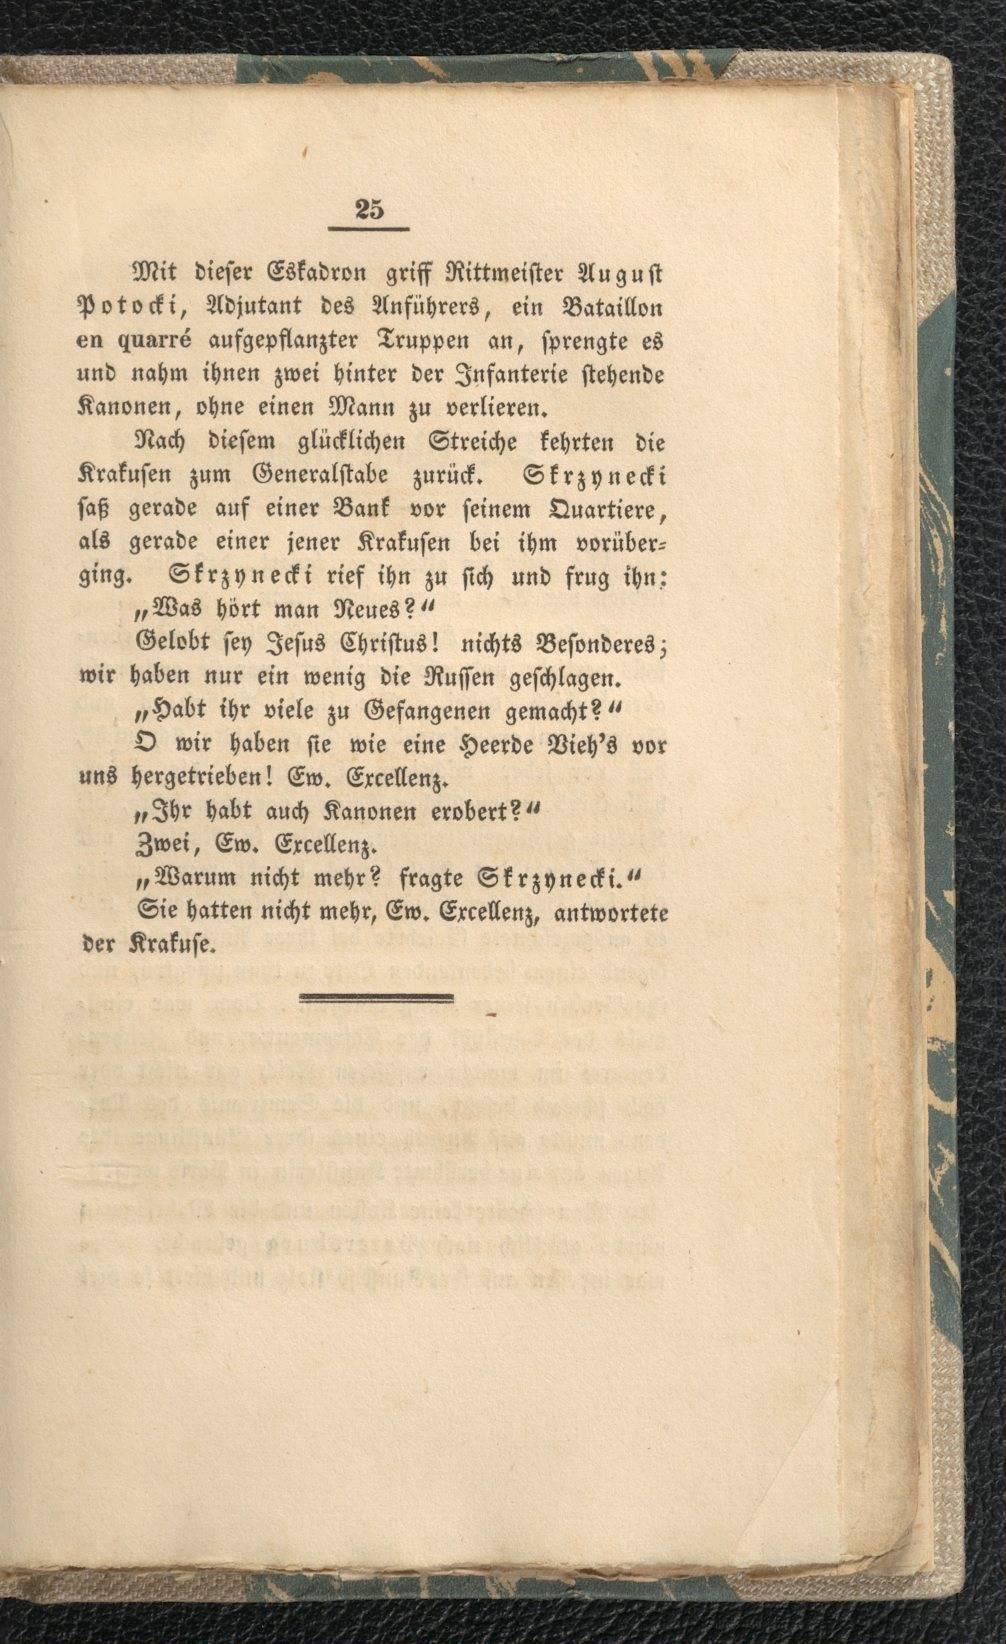 25
Mit dieser Eskadron griff Rittmeister August
Potocki, Adjutant des Anführers, ein Bataillon
en quarré aufgepflanzter Truppen an, sprengte es
und nahm ihnen zwei hinter der Infanterie stehende
Kanonen, ohne einen Mann zu verlieren.
Nach diesem glücklichen Streiche kehrten die
Krakusen zum Generalstabe zurück. Skrzynecki
saß gerade auf einer Bank vor seinem Quartiere,
als gerade einer jener Krakusen bei ihm vorüber-
ging. Skrzynecki rief ihn zu sich und frug ihn:
„Was hört man Neues?“
Gelobt sey Jesus Christus! nichts Besonderes;
wir haben nur ein wenig die Russen geschlagen.
„Habt ihr viele zu Gefangenen gemacht?“
O wir haben sie wie eine Heerde Vieh's vor
uns hergetrieben! Ew. Excellenz.
„Ihr habt auch Kanonen erobert?“
Zwei, Ew. Excellenz.
„Warum nicht mehr? fragte Skrzynecki.“
Sie hatten nicht mehr, Ew. Excellenz, antwortete
der Krakuse.